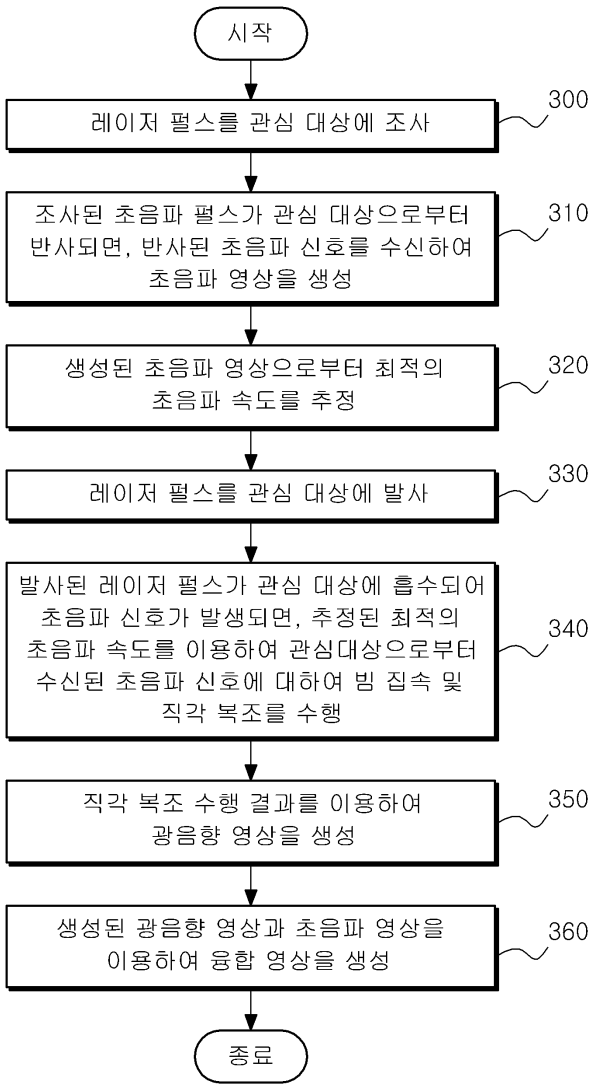 시작
레이저 펄스를 관심 대상에 조사
300
조사된 초음파 펄스가 관심 대상으로부터
반사되면, 반사된 초음파 신호를 수신하여
초음파 영상을 생성
310
생성된 초음파 영상으로부터 최적의
초음파 속도를 추정
320
레이저 펄스를 관심 대상에 발사
330
발사된 레이저 펄스가 관심 대상에 흡수되어
초음파 신호가 발생되면, 추정된 최적의
초음파 속도를 이용하여 관심대상으로부터
수신된 초음파 신호에 대하여 빔 집속 및
직각 복조를 수행
340
직각 복조 수행 결과를 이용하여
광음향 영상을 생성
350
생성된 광음향 영상과 초음파 영상을
이용하여 융합 영상을 생성
360
종료